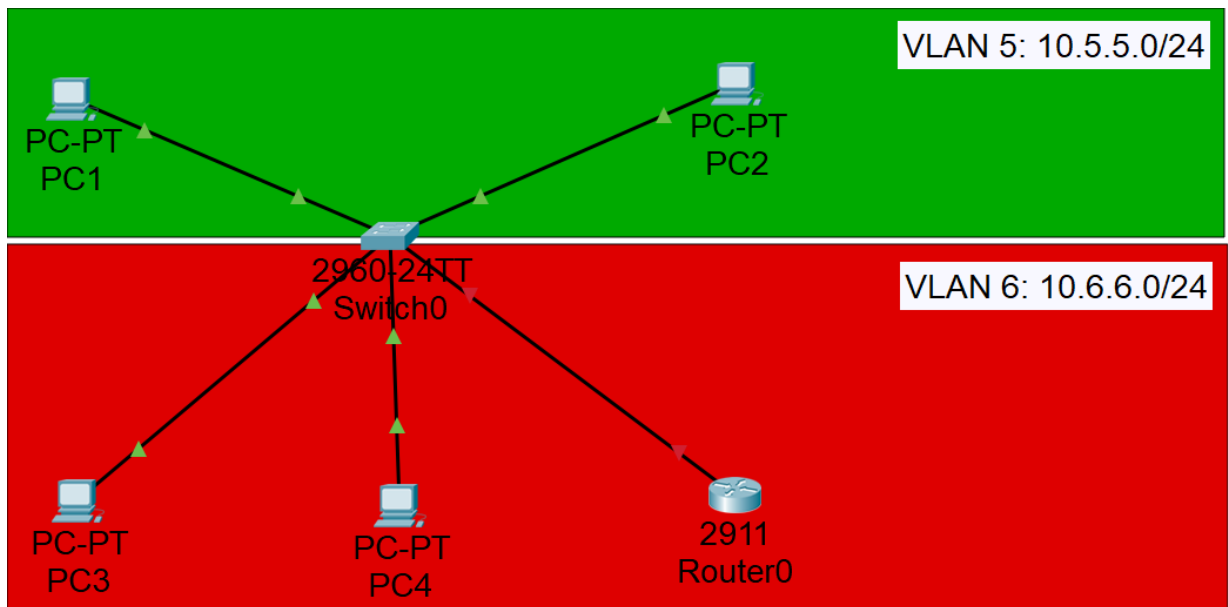 VLAN 5: 10.5.5.0/24
PC-PT
PC1
PC-PT
PC2
2960-24TT
Switch0
VLAN 6: 10.6.6.0/24
PC-PT
PC3
PC-PT
PC4
2911
Router0